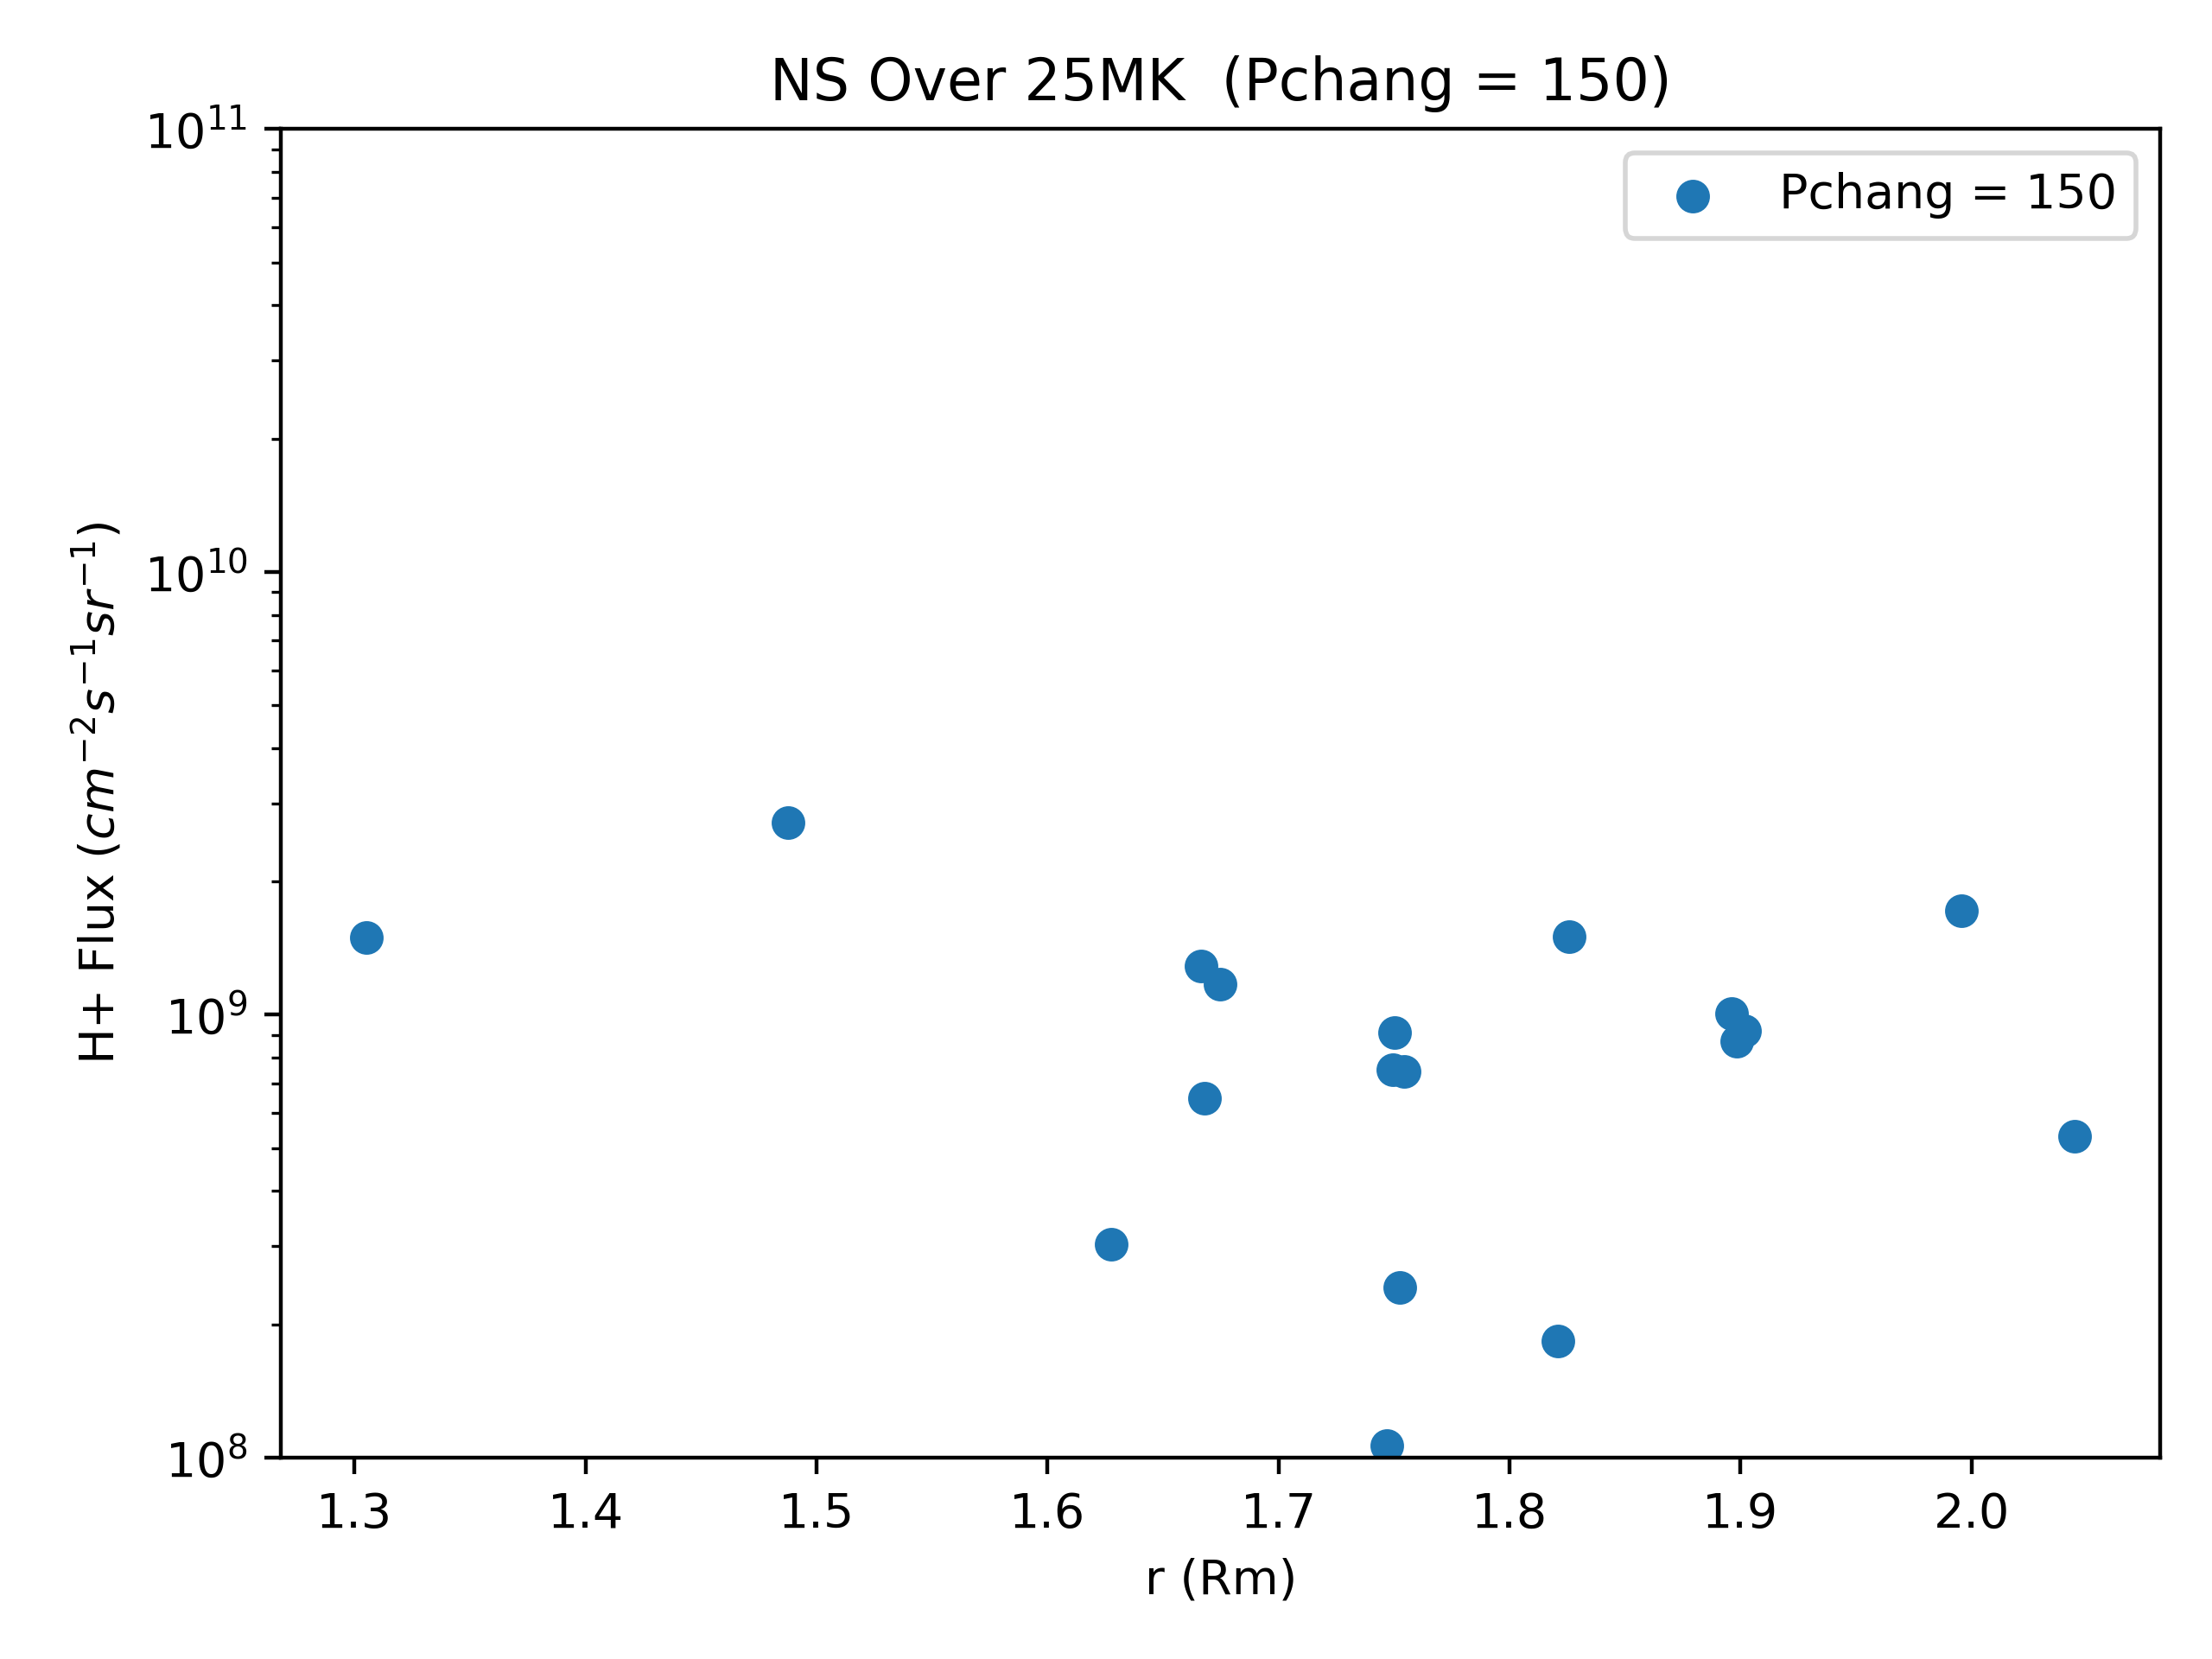 NS Over 25MK  (Pchang = 150)
Pchang = 150
H+ Flux (cm⁻²s⁻¹sr⁻¹)
10¹¹
10¹⁰
10⁹
10⁸
1.3 1.4 1.5 1.6 1.7 1.8 1.9 2.0
r (Rm)